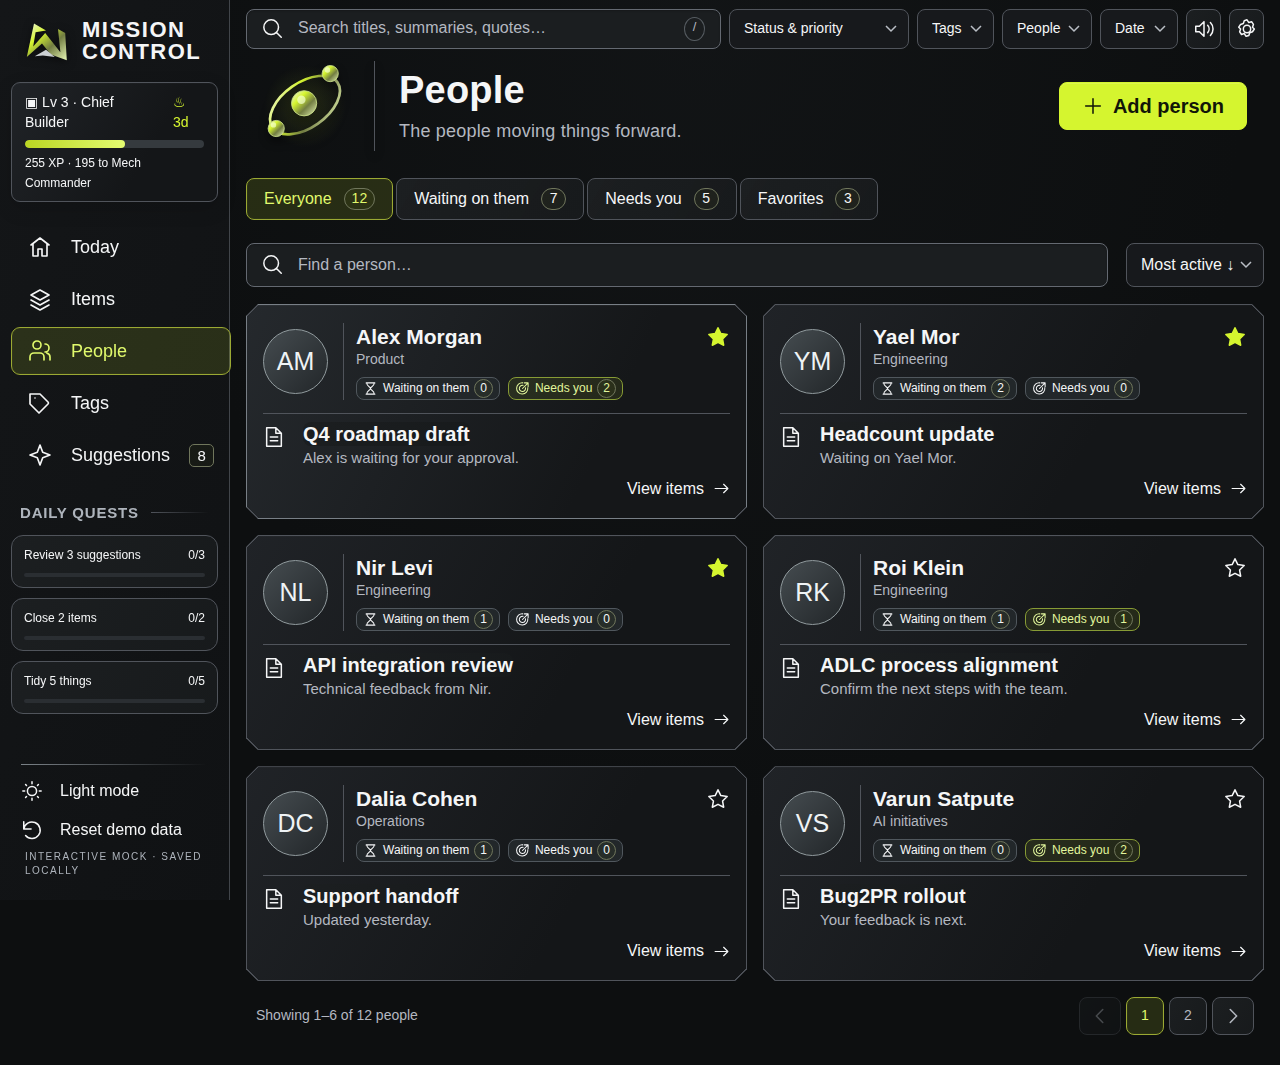 MISSION
CONTROL
Lv 3 · Chief
Builder
3d
255 XP · 195 to Mech
Commander
Today
Items
People
Tags
Suggestions 8
DAILY QUESTS
Review 3 suggestions 0/3
Close 2 items 0/2
Tidy 5 things 0/5
Light mode
Reset demo data
INTERACTIVE MOCK · SAVED
LOCALLY
Search titles, summaries, quotes… /
Status & priority
Tags
People
Date
People
The people moving things forward.
Add person
Everyone 12
Waiting on them 7
Needs you 5
Favorites 3
Find a person…
Most active ↓
AM
Alex Morgan
Product
Waiting on them 0
Needs you 2
Q4 roadmap draft
Alex is waiting for your approval.
View items →
YM
Yael Mor
Engineering
Waiting on them 2
Needs you 0
Headcount update
Waiting on Yael Mor.
View items →
NL
Nir Levi
Engineering
Waiting on them 1
Needs you 0
API integration review
Technical feedback from Nir.
View items →
RK
Roi Klein
Engineering
Waiting on them 1
Needs you 1
ADLC process alignment
Confirm the next steps with the team.
View items →
DC
Dalia Cohen
Operations
Waiting on them 1
Needs you 0
Support handoff
Updated yesterday.
View items →
VS
Varun Satpute
AI initiatives
Waiting on them 0
Needs you 2
Bug2PR rollout
Your feedback is next.
View items →
Showing 1–6 of 12 people
1
2